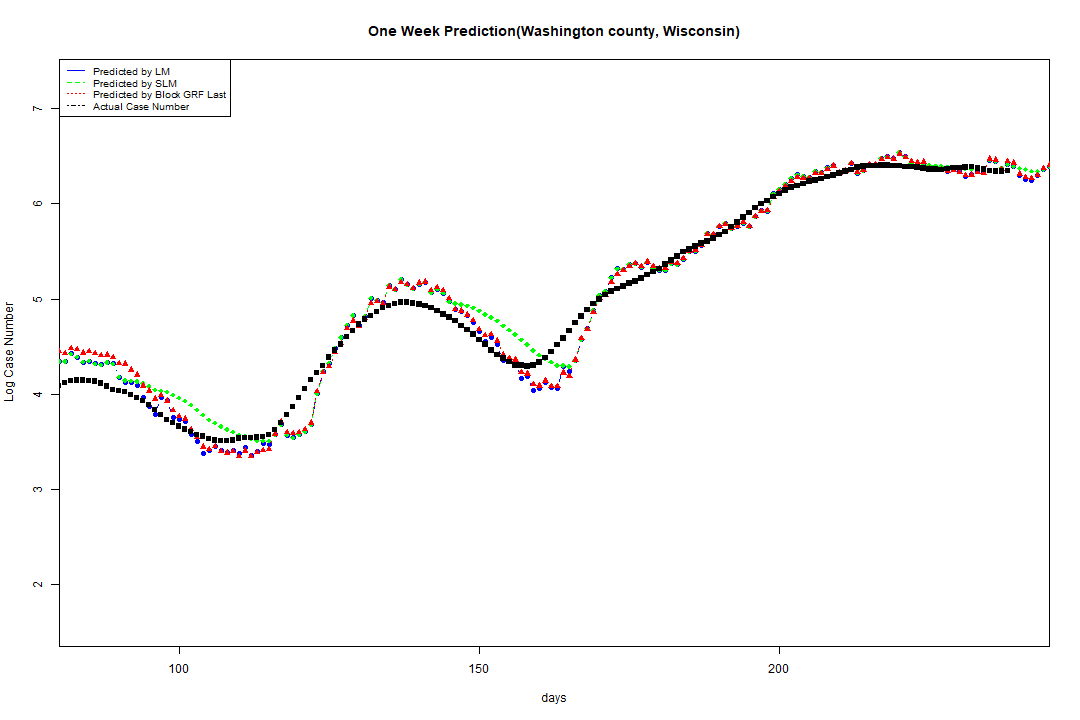 One Week Prediction(Washington county, Wisconsin)
Predicted by LM
Predicted by SLM
Predicted by Block GRF Last
Actual Case Number
7
6
5
4
3
2
Log Case Number
100 150 200
days